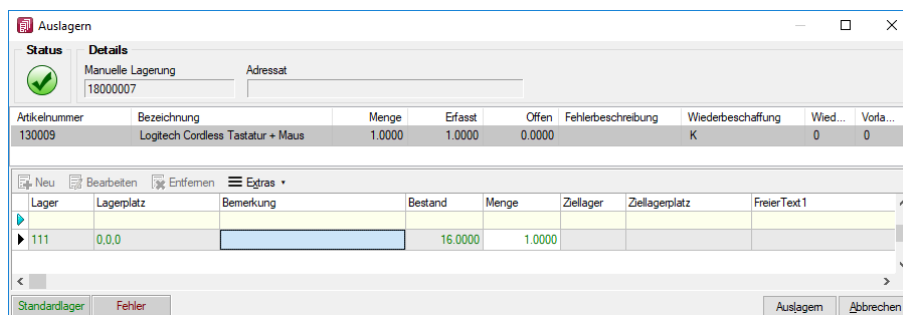 Auslagern
Status Details
Manuelle Lagerung Adressat
18000007
Artikelnummer Bezeichnung Menge Erfasst Offen Fehlerbeschreibung Wiederbeschaffung Wied... Vorla...
130009 Logitech Cordless Tastatur + Maus 1.0000 1.0000 0.0000 K 0 0
Neu Bearbeiten Entfernen Extras
Lager Lagerplatz Bemerkung Bestand Menge Ziellager Ziellagerplatz FreierText1
111 0,0,0 16.0000 1.0000
Standardlager Fehler Auslagern Abbrechen